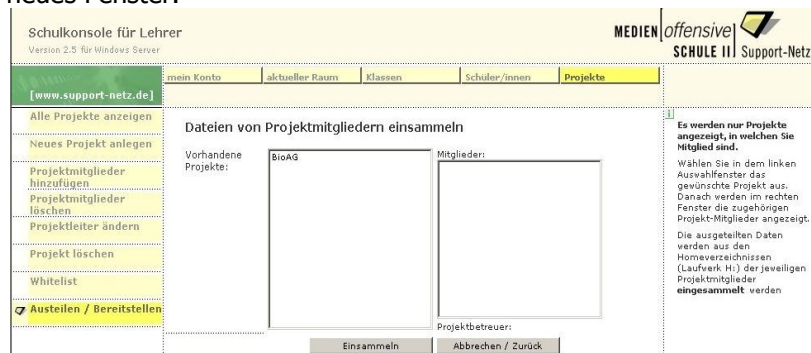 neues Fenster.
Schulkonsole für Lehrer
Version 2.5 für Windows Server
MEDIEN offensive
SCHULE II Support-Netz
[www.support-netz.de]
mein Konto
aktueller Raum
Klassen
Schüler/innen
Projekte
Alle Projekte anzeigen
Neues Projekt anlegen
Projektmitglieder
hinzufügen
Projektmitglieder
löschen
Projektleiter ändern
Projekt löschen
Whitelist
Austeilen / Bereitstellen
Dateien von Projektmitgliedern einsammeln
Vorhandene
Projekte:
BioAG
Mitglieder:
Projektbetreuer:
Einsammeln
Abbrechen / Zurück
i
Es werden nur Projekte
angezeigt, in welchen Sie
Mitglied sind.
Wählen Sie in dem linken
Auswahlfenster das
gewünschte Projekt aus.
Danach werden im rechten
Fenster die zugehörigen
Projekt-Mitglieder angezeigt.
Die ausgeteilten Daten
werden aus den
Homeverzeichnissen
(Laufwerk H:) der jeweiligen
Projektmitglieder
eingesammelt werden